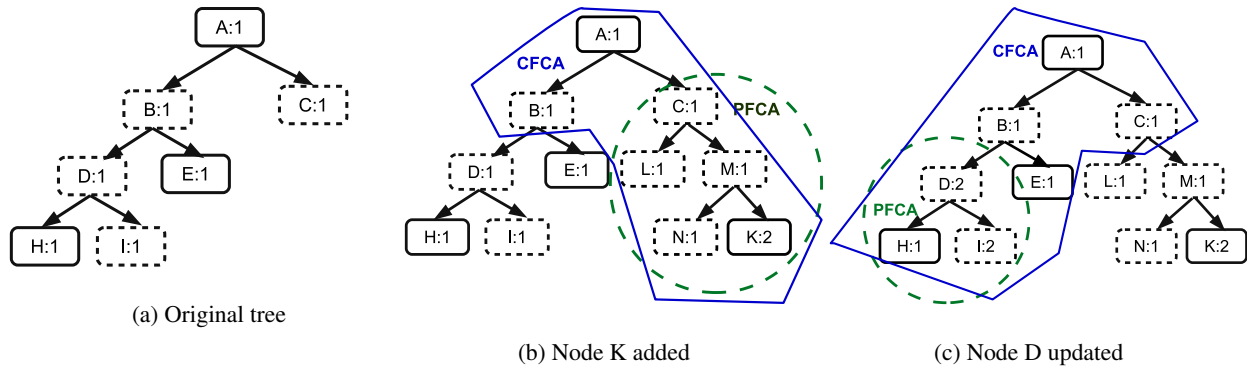 A:1
B:1
C:1
D:1
E:1
H:1
I:1
(a) Original tree
A:1
CFCA
B:1
C:1
PFCA
D:1
E:1
L:1
M:1
H:1
I:1
N:1
K:2
(b) Node K added
CFCA
A:1
B:1
C:1
D:2
E:1
L:1
M:1
PFCA
H:1
I:2
N:1
K:2
(c) Node D updated